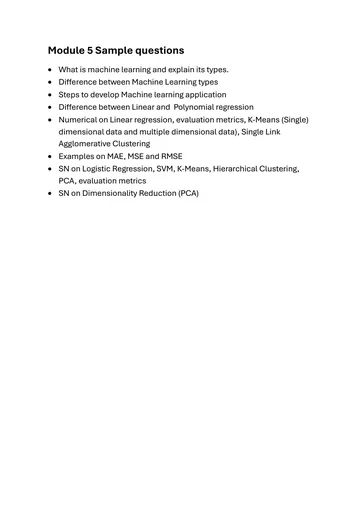 Module 5 Sample questions
• What is machine learning and explain its types.
• Difference between Machine Learning types
• Steps to develop Machine learning application
• Difference between Linear and  Polynomial regression
• Numerical on Linear regression, evaluation metrics, K-Means (Single)
dimensional data and multiple dimensional data), Single Link
Agglomerative Clustering
• Examples on MAE, MSE and RMSE
• SN on Logistic Regression, SVM, K-Means, Hierarchical Clustering,
PCA, evaluation metrics
• SN on Dimensionality Reduction (PCA)